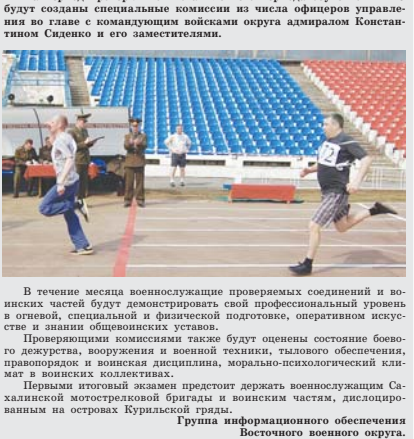 будут созданы специальные комиссии из числа офицеров управле-
ния во главе с командующим войсками округа адмиралом Констан-
тином Сиденко и его заместителями.
12
В течение месяца военнослужащие проверяемых соединений и во-
инских частей будут демонстрировать свой профессиональный уровень
в огневой, специальной и физической подготовке, оперативном искус-
стве и знании общевоинских уставов.
Проверяющими комиссиями также будут оценены состояние боево-
го дежурства, вооружения и военной техники, тылового обеспечения,
правопорядок и воинская дисциплина, морально-психологический кли-
мат в воинских коллективах.
Первыми итоговый экзамен предстоит держать военнослужащим Са-
халинской мотострелковой бригады и воинским частям, дислоциро-
ванным на островах Курильской гряды.
Группа информационного обеспечения
Восточного военного округа.